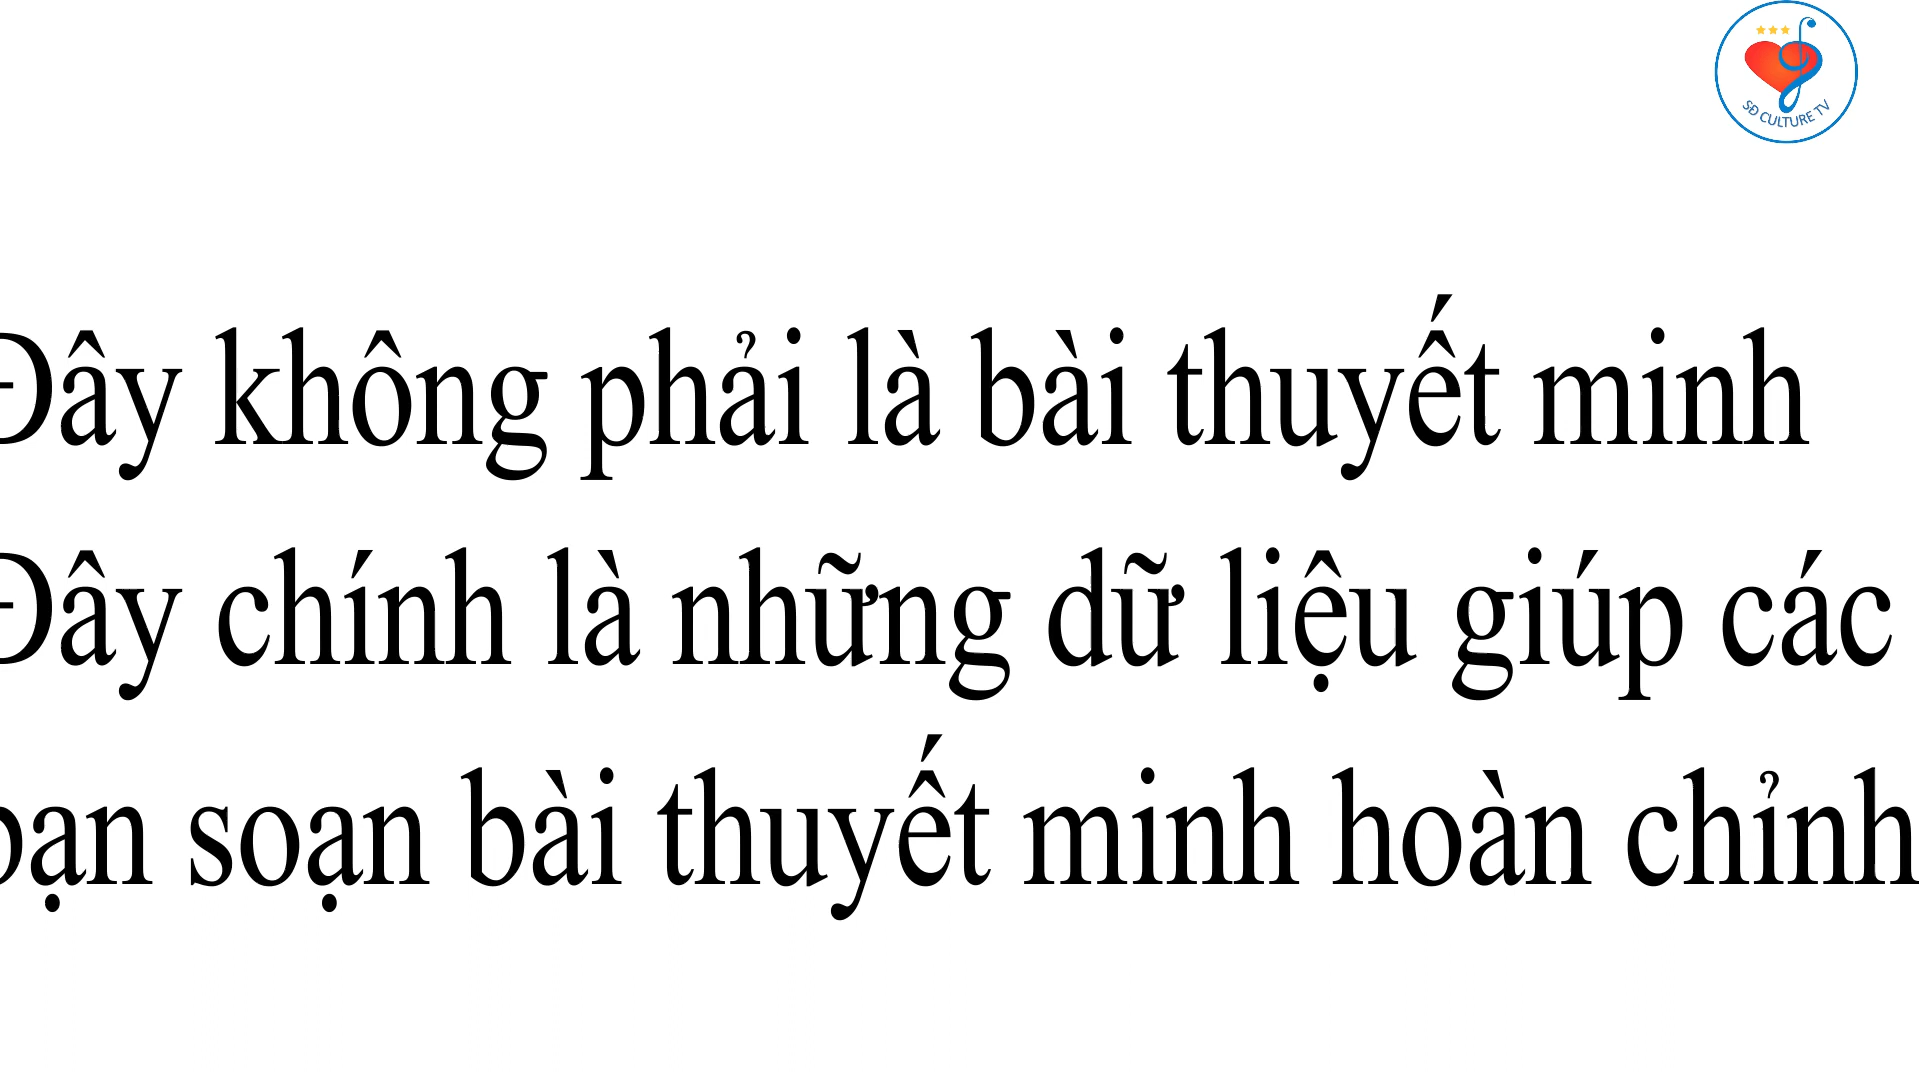 SĐ CULTURE TV
Đây không phải là bài thuyết minh
Đây chính là những dữ liệu giúp các
bạn soạn bài thuyết minh hoàn chỉnh